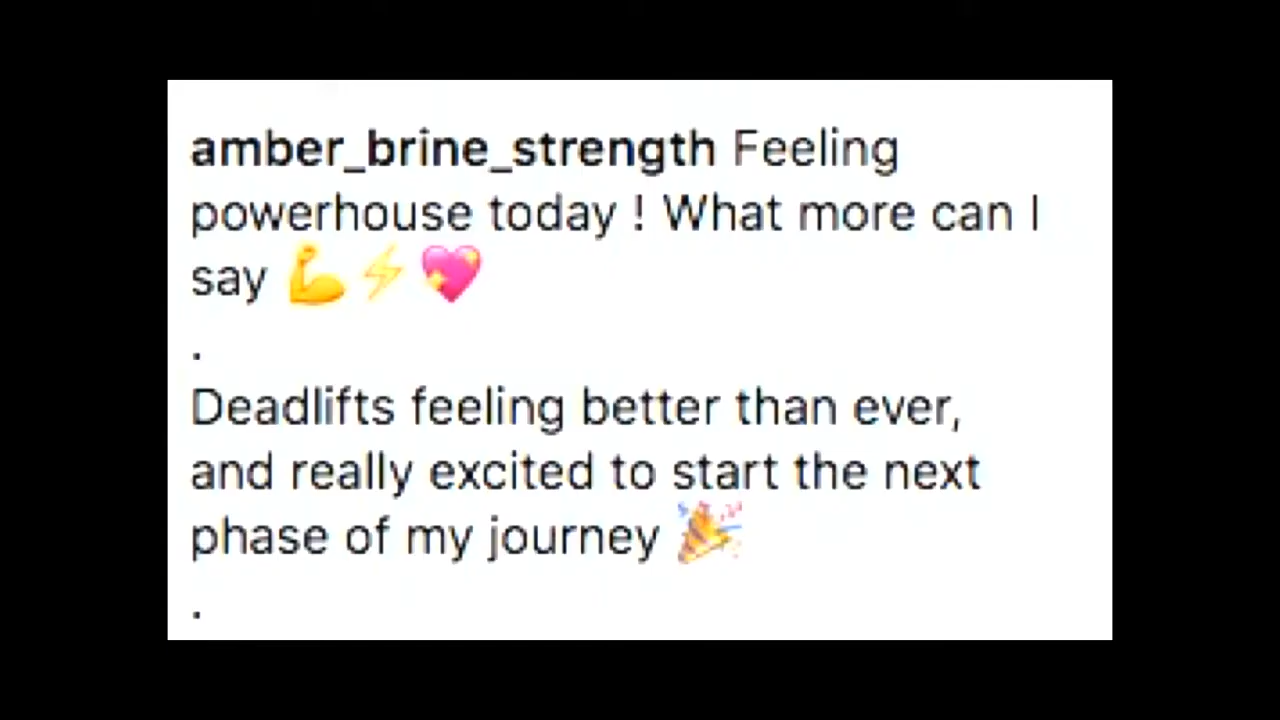 amber_brine_strength Feeling
powerhouse today ! What more can I
say 💪⚡💖
.
Deadlifts feeling better than ever,
and really excited to start the next
phase of my journey 🎉
.